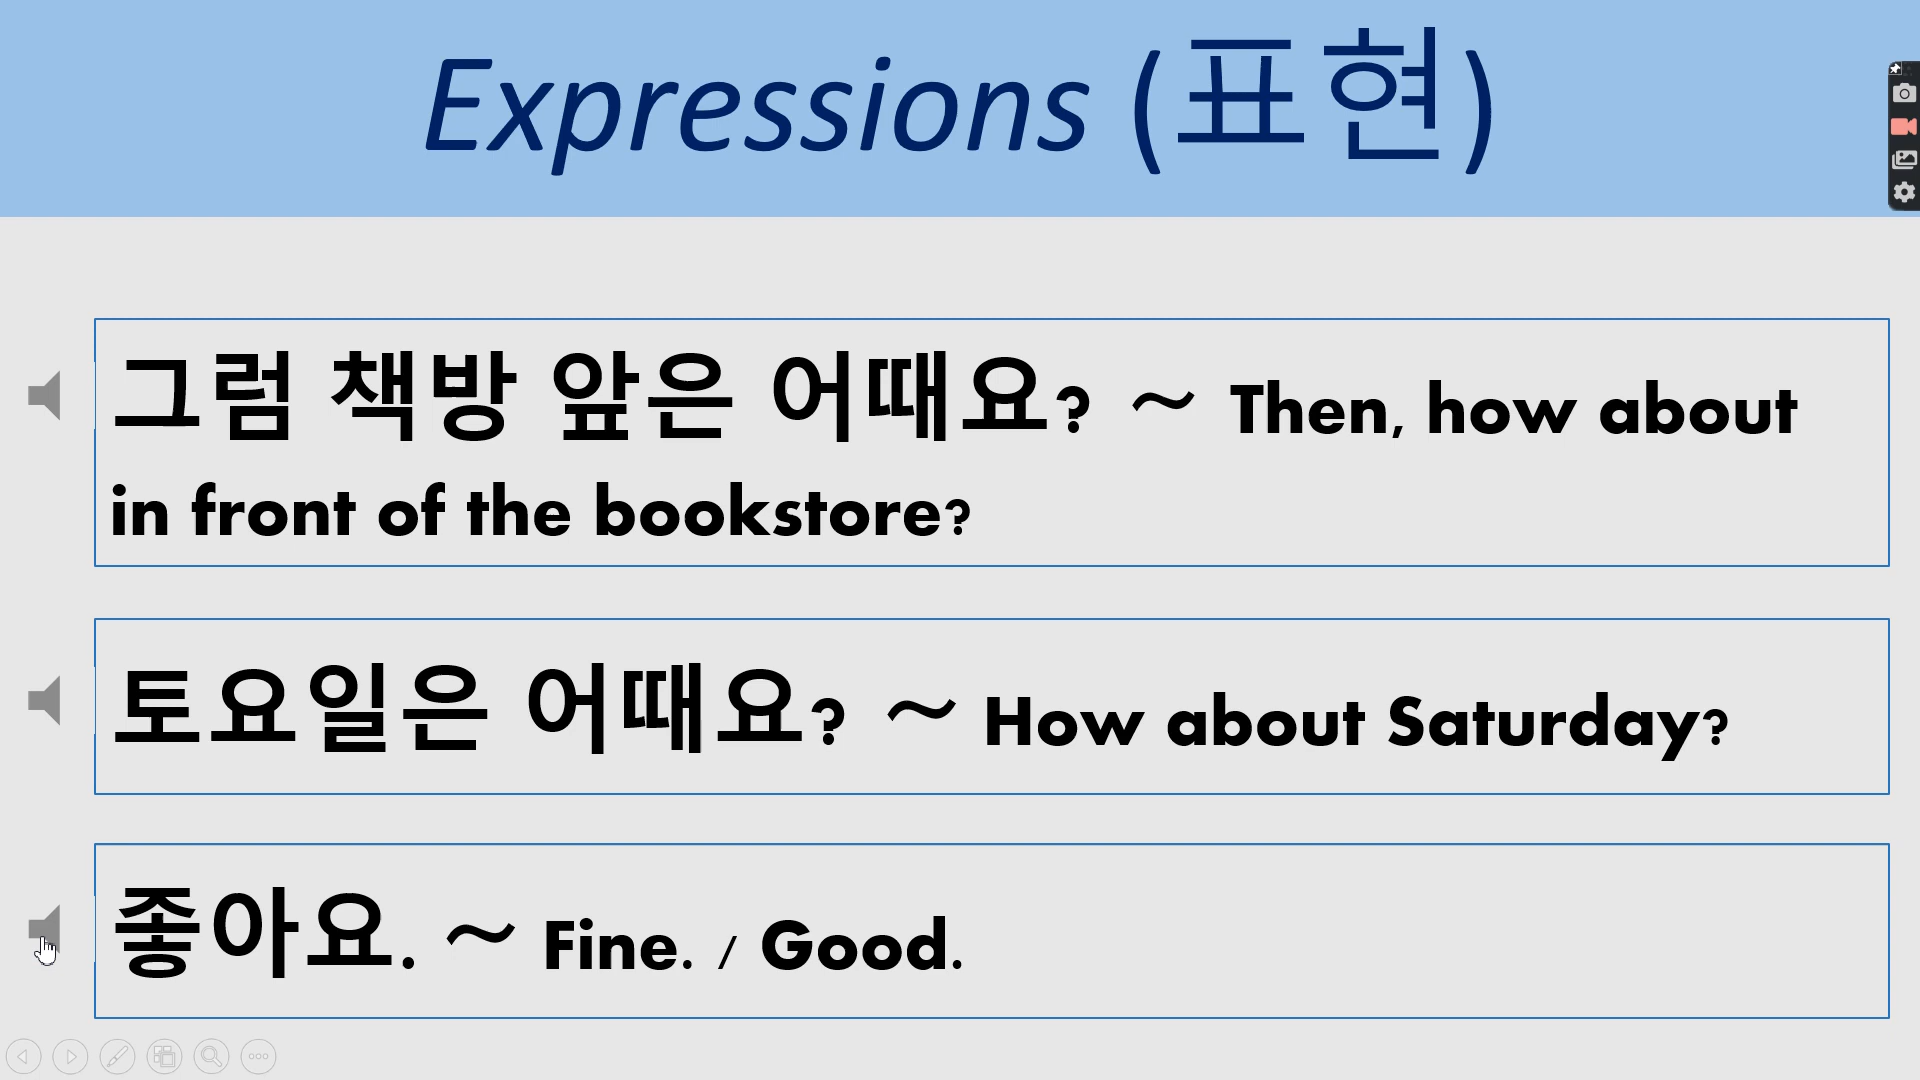 Expressions (표현)
그럼 책방 앞은 어때요? ~ Then, how about
in front of the bookstore?
토요일은 어때요? ~ How about Saturday?
좋아요. ~ Fine. / Good.